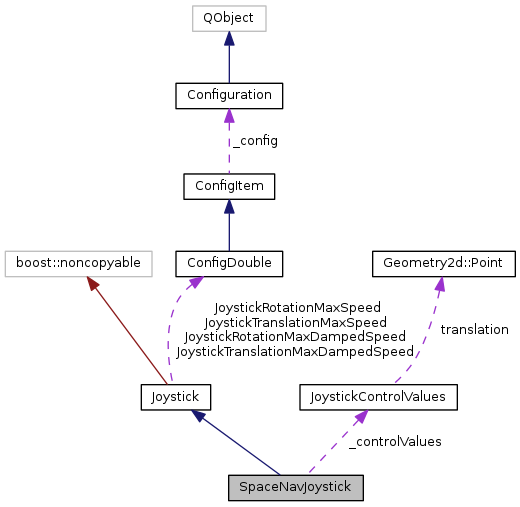 QObject
Configuration
_config
ConfigItem
boost::noncopyable
ConfigDouble
Geometry2d::Point
JoystickRotationMaxSpeed
JoystickTranslationMaxSpeed
JoystickRotationMaxDampedSpeed
JoystickTranslationMaxDampedSpeed
translation
Joystick
JoystickControlValues
_controlValues
SpaceNavJoystick